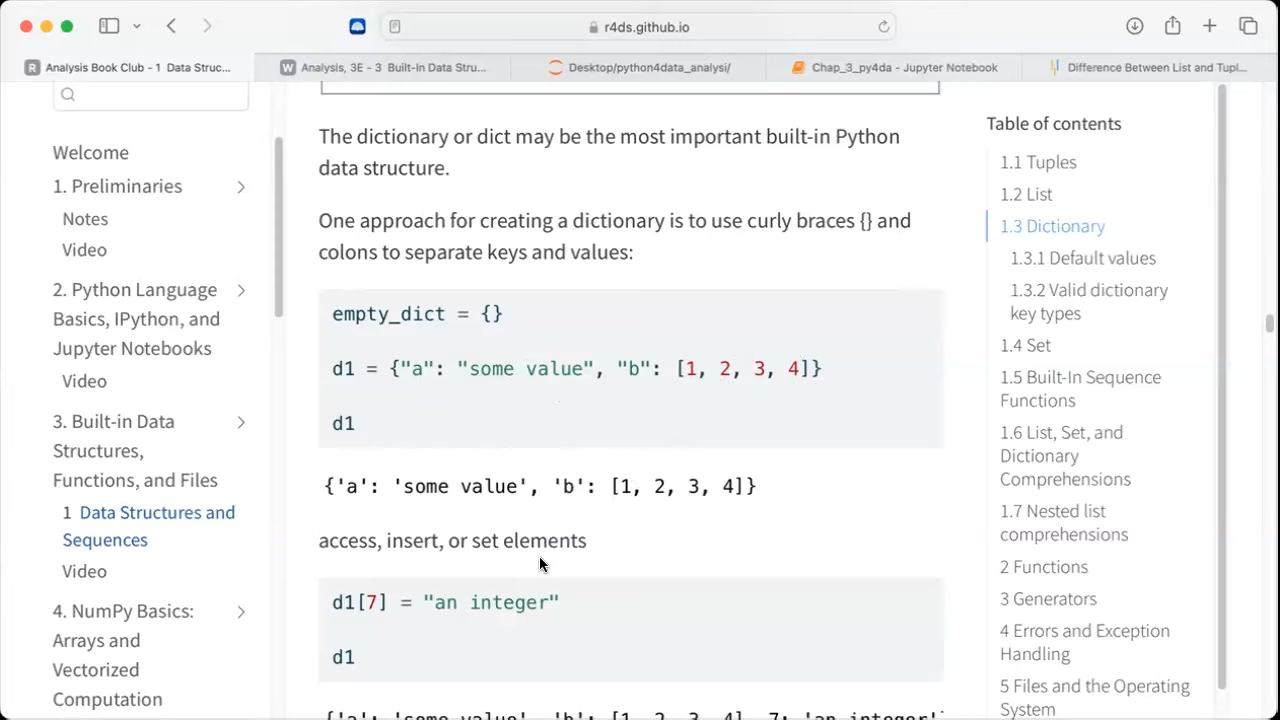 r4ds.github.io
R Analysis Book Club - 1 Data Struc...
W Analysis, 3E - 3 Built-In Data Stru...
Desktop/python4data_analysi/
Chap_3_py4da - Jupyter Notebook
Difference Between List and Tupl...
Welcome
1. Preliminaries
Notes
Video
2. Python Language
Basics, IPython, and
Jupyter Notebooks
Video
3. Built-in Data
Structures,
Functions, and Files
1 Data Structures and
Sequences
Video
4. NumPy Basics:
Arrays and
Vectorized
Computation
The dictionary or dict may be the most important built-in Python
data structure.
One approach for creating a dictionary is to use curly braces {} and
colons to separate keys and values:
empty_dict = {}
d1 = {"a": "some value", "b": [1, 2, 3, 4]}
d1
{'a': 'some value', 'b': [1, 2, 3, 4]}
access, insert, or set elements
d1[7] = "an integer"
d1
{'a': 'some value', 'b': [1, 2, 3, 4], 7: 'an integer'
Table of contents
1.1 Tuples
1.2 List
1.3 Dictionary
1.3.1 Default values
1.3.2 Valid dictionary
key types
1.4 Set
1.5 Built-In Sequence
Functions
1.6 List, Set, and
Dictionary
Comprehensions
1.7 Nested list
comprehensions
2 Functions
3 Generators
4 Errors and Exception
Handling
5 Files and the Operating
System